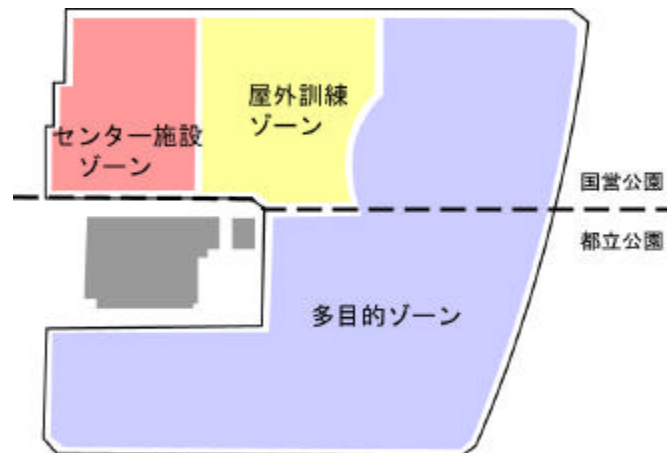 屋外訓練
ゾーン
センター施設
ゾーン
国営公園
都立公園
多目的ゾーン